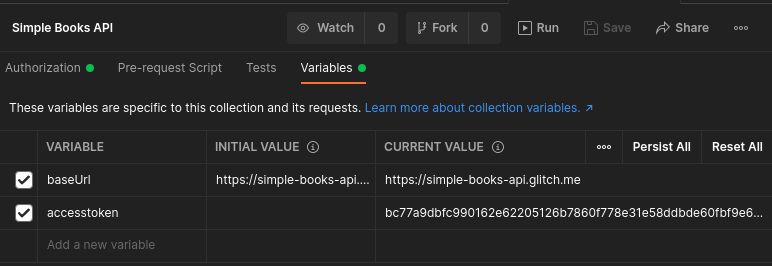 Simple Books API Watch 0 Fork 0 Run Save Share
Authorization Pre-request Script Tests Variables
These variables are specific to this collection and its requests. Learn more about collection variables. ↗
VARIABLE INITIAL VALUE CURRENT VALUE Persist All Reset All
baseUrl https://simple-books-api.... https://simple-books-api.glitch.me
accesstoken bc77a9dbfc990162e62205126b7860f778e31e58ddbde60fbf9e6...
Add a new variable